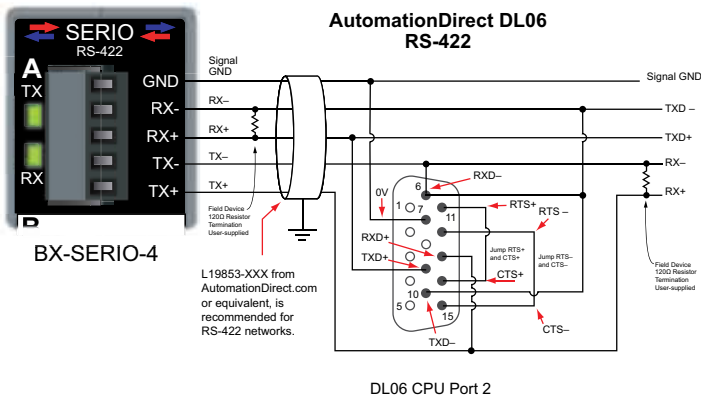 AutomationDirect DL06
RS-422
SERIO
RS-422
A
TX
RX
GND
RX-
RX+
TX-
TX+
B
BX-SERIO-4
Signal
GND
RX–
RX+
TX–
TX+
Field Device
120Ω Resistor
Termination
User-supplied
L19853-XXX from
AutomationDirect.com
or equivalent, is
recommended for
RS-422 networks.
0V
RXD+
TXD+
6
1
7
11
10
5
15
RXD–
RTS+
RTS –
Jump RTS+
and CTS+
Jump RTS–
and CTS–
CTS+
CTS–
TXD–
Signal GND
TXD –
TXD+
RX–
RX+
Field Device
120Ω Resistor
Termination
User-supplied
DL06 CPU Port 2